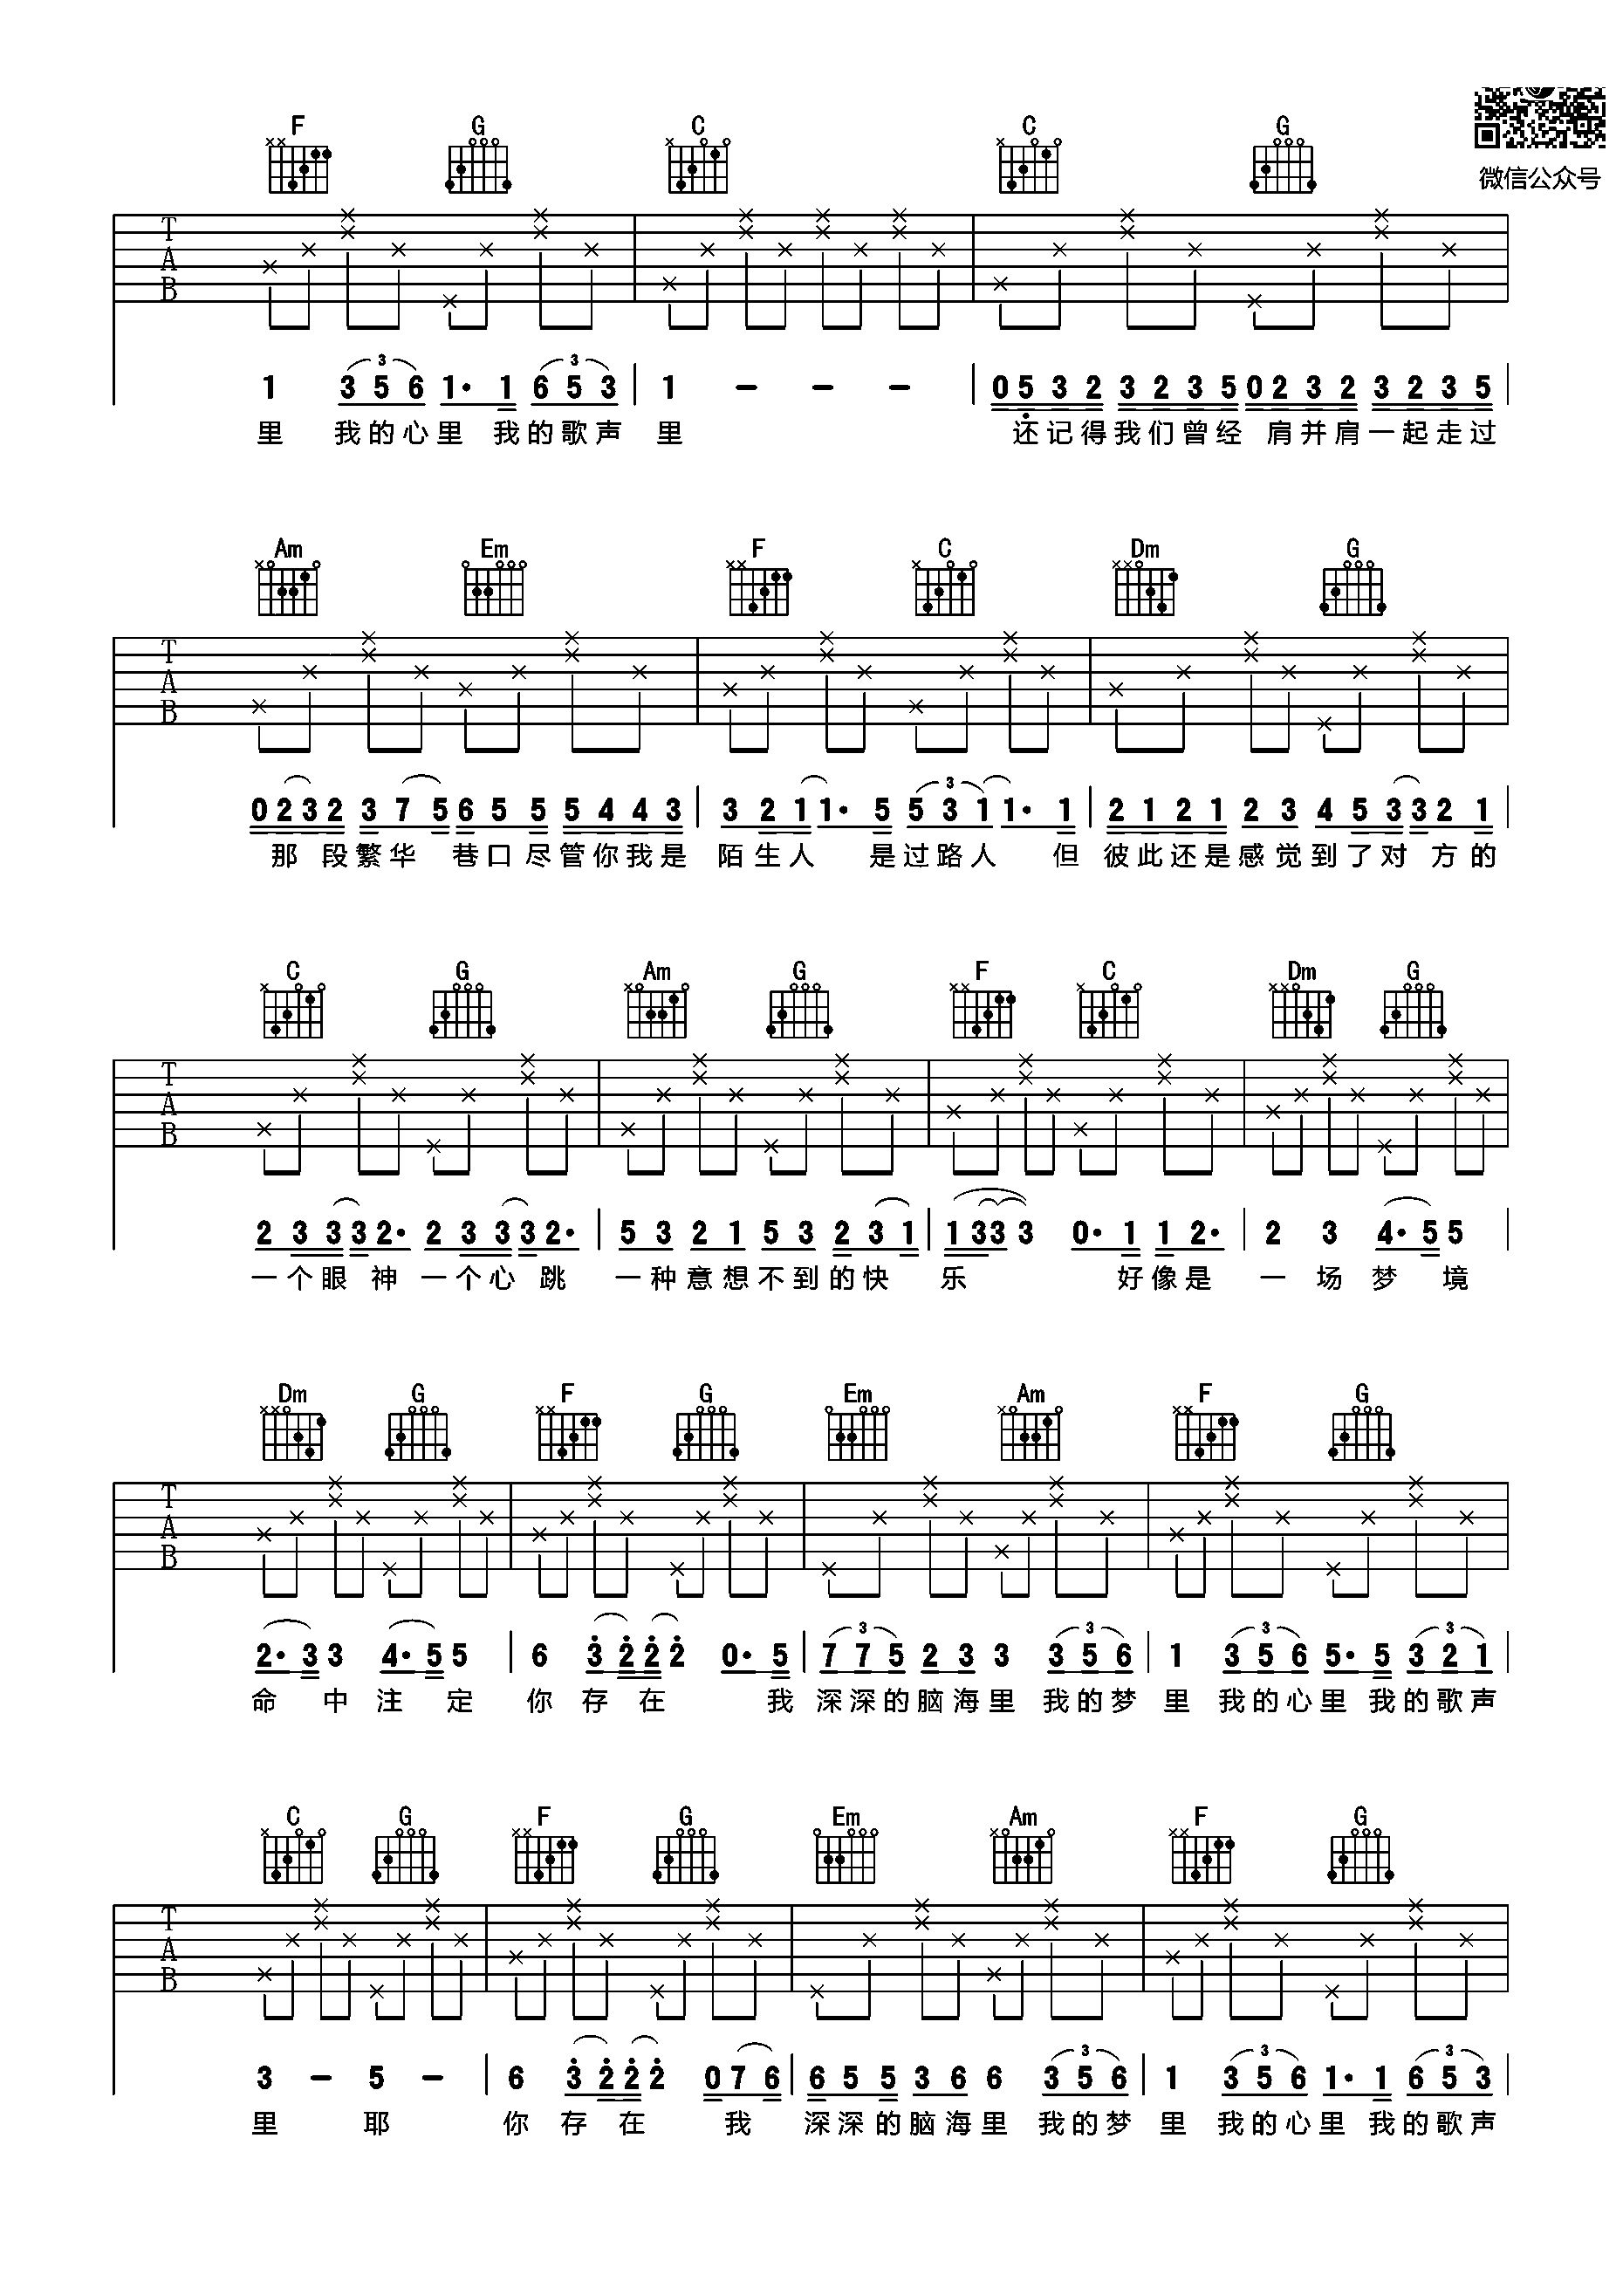 微信公众号
F G C C G
T A B
1 3 5 6 1· 1 6 5 3 | 1 - - - | 0 5 3 2 3 2 3 5 0 2 3 2 3 2 3 5 |
3 3
里 我的心里 我的歌声 里 还记得我们曾经 肩并肩一起走过
Am Em F C Dm G
T A B
3
0 2 3 2 3 7 5 6 5 5 5 4 4 3 | 3 2 1 1· 5 5 3 1 1· 1 | 2 1 2 1 2 3 4 5 3 3 2 1 |
那 段繁华 巷口尽管你我是 陌生人 是过路人 但 彼此还是感觉到了对 方的
C G Am G F C Dm G
T A B
2 3 3 3 2· 2 3 3 3 2· | 5 3 2 1 5 3 2 3 1 | 1 3 3 3 0· 1 1 2· | 2 3 4· 5 5 |
一个眼 神 一个心 跳 一种意想不到的快 乐 好像是 一 场 梦 境
Dm G F G Em Am F G
T A B
3 3 3 3
2· 3 3 4· 5 5 | 6 3 2 2 2 0· 5 | 7 7 5 2 3 3 3 5 6 | 1 3 5 6 5· 5 3 2 1 |
命 中 注 定 你 存 在 我 深深的脑海里 我的梦 里 我的心里 我的歌声
C G F G Em Am F G
T A B
3 3 3
3 - 5 - | 6 3 2 2 2 0 7 6 | 6 5 5 3 6 6 3 5 6 | 1 3 5 6 1· 1 6 5 3 |
里 耶 你 存 在 我 深深的脑海里 我的梦 里 我的心里 我的歌声